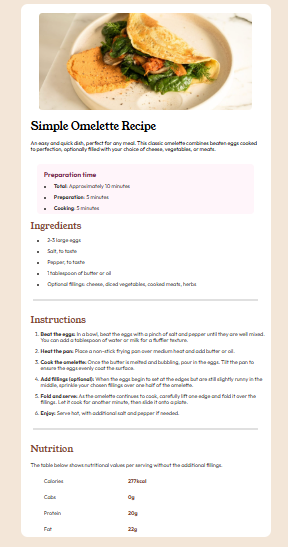 Simple Omelette Recipe
An easy and quick dish, perfect for any meal. This classic omelette combines beaten eggs cooked
to perfection, optionally filled with your choice of cheese, vegetables, or meats.
Preparation time
Total: Approximately 10 minutes
Preparation: 5 minutes
Cooking: 5 minutes
Ingredients
2-3 large eggs
Salt, to taste
Pepper, to taste
1 tablespoon of butter or oil
Optional fillings: cheese, diced vegetables, cooked meats, herbs
Instructions
1. Beat the eggs: In a bowl, beat the eggs with a pinch of salt and pepper until they are well mixed.
You can add a tablespoon of water or milk for a fluffier texture.
2. Heat the pan: Place a non-stick frying pan over medium heat and add butter or oil.
3. Cook the omelette: Once the butter is melted and bubbling, pour in the eggs. Tilt the pan to
ensure the eggs evenly coat the surface.
4. Add fillings (optional): When the eggs begin to set at the edges but are still slightly runny in the
middle, sprinkle your chosen fillings over one half of the omelette.
5. Fold and serve: As the omelette continues to cook, carefully lift one edge and fold it over the
fillings. Let it cook for another minute, then slide it onto a plate.
6. Enjoy: Serve hot, with additional salt and pepper if needed.
Nutrition
The table below shows nutritional values per serving without the additional fillings.
Calories 277kcal
Cabs 0g
Protein 20g
Fat 22g